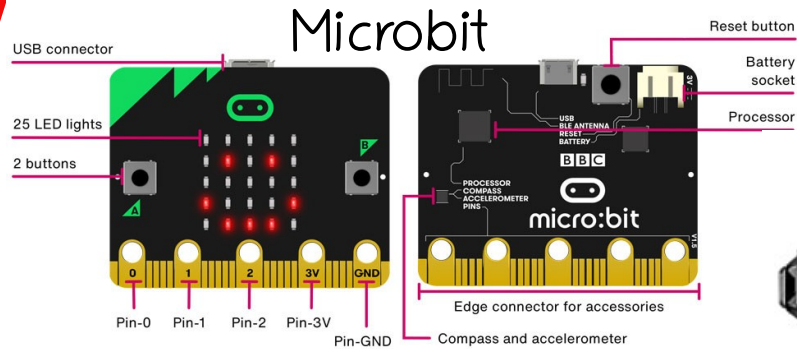 Microbit
USB connector
25 LED lights
2 buttons
A
B
0 1 2 3V GND
Pin-0 Pin-1 Pin-2 Pin-3V
Pin-GND
Reset button
Battery
socket
Processor
3V
USB
BLE ANTENNA
RESET
BATTERY
BBC
PROCESSOR
COMPASS
ACCELEROMETER
PINS
micro:bit
V1.5
Edge connector for accessories
Compass and accelerometer